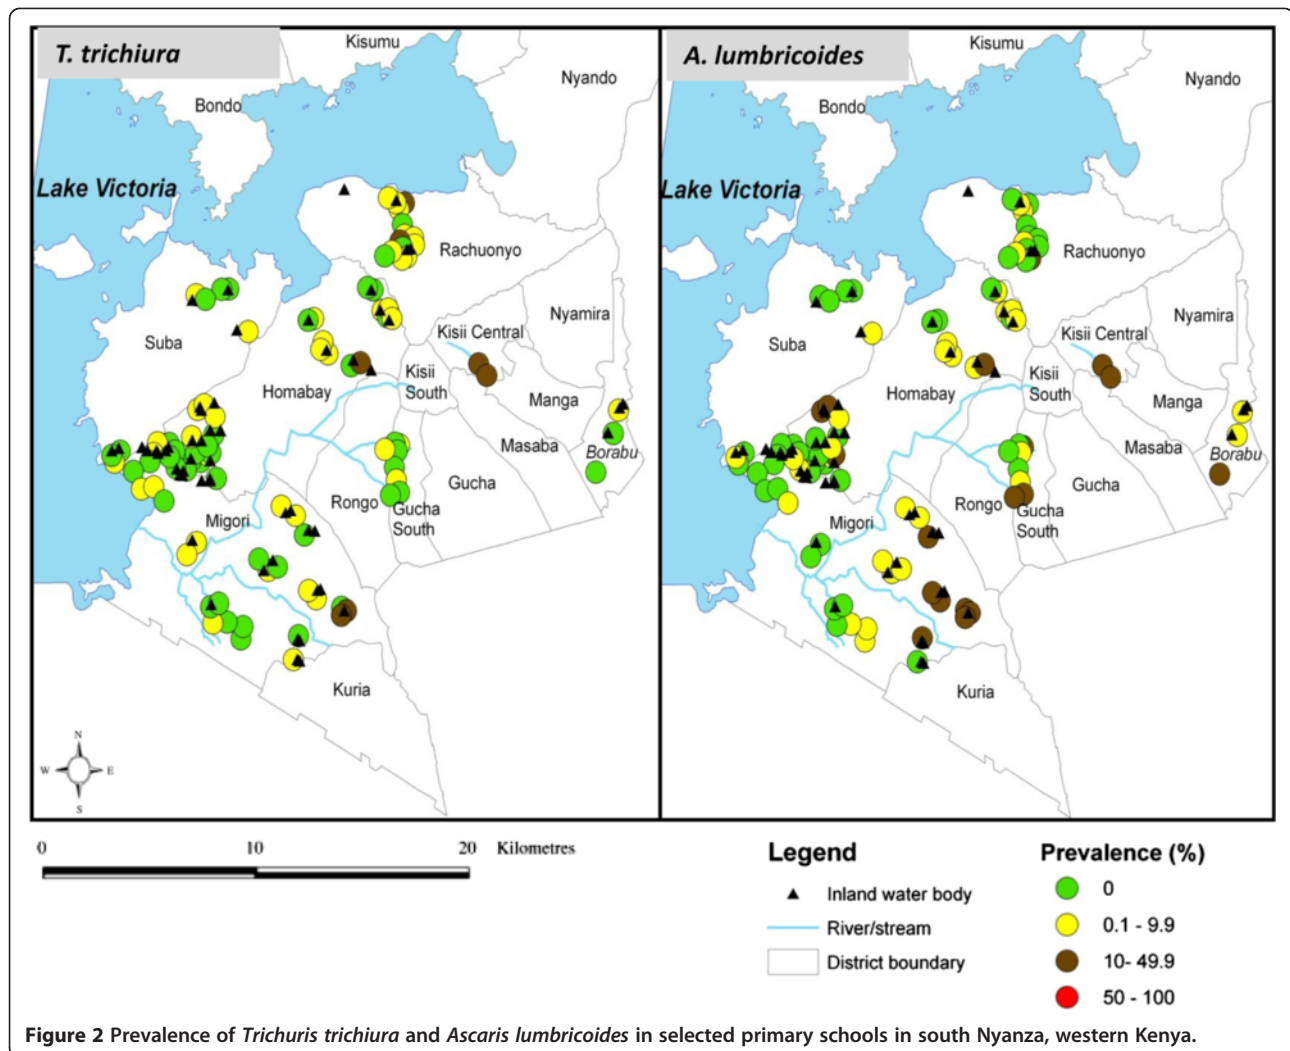 T. trichiura
Kisumu
Nyando
Bondo
Lake Victoria
Rachuonyo
Nyamira
Kisii Central
Suba
Kisii
South
Homabay
Manga
Masaba
Borabu
Gucha
Rongo
Gucha
South
Migori
Kuria
N
W E
S
A. lumbricoides
Kisumu
Nyando
Bondo
Lake Victoria
Rachuonyo
Nyamira
Kisii Central
Suba
Kisii
South
Homabay
Manga
Masaba
Borabu
Gucha
Rongo
Gucha
South
Migori
Kuria
0 10 20 Kilometres
Legend
Inland water body
River/stream
District boundary
Prevalence (%)
0
0.1 - 9.9
10- 49.9
50 - 100
Figure 2 Prevalence of Trichuris trichiura and Ascaris lumbricoides in selected primary schools in south Nyanza, western Kenya.